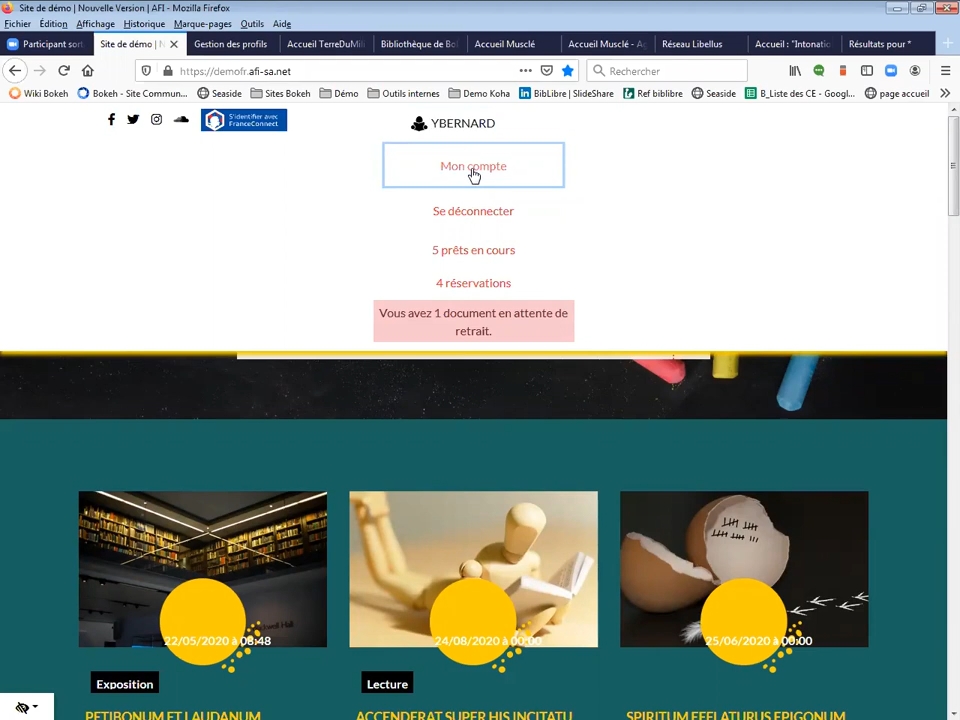 Site de démo | Nouvelle Version | AFI - Mozilla Firefox
Fichier Édition Affichage Historique Marque-pages Outils Aide
Participant sort. Site de démo | N Gestion des profils Accueil TerreDuMil Bibliothèque de Bol Accueil Musclé Accueil Musclé - Ag Réseau Libellus Accueil : "Intonatio Résultats pour "
https://demofr.afi-sa.net Rechercher
Wiki Bokeh Bokeh - Site Commun... Seaside Sites Bokeh Démo Outils internes Demo Koha BibLibre | SlideShare Ref biblibre Seaside B_Liste des CE - Googl... page accueil
S'identifier avec
FranceConnect
YBERNARD
Mon compte
Se déconnecter
5 prêts en cours
4 réservations
Vous avez 1 document en attente de
retrait.
22/05/2020 à 08:48 24/08/2020 à 00:00 25/06/2020 à 00:00
Exposition Lecture
PETIBONUM ET LAUDANUM ACCENDERAT SUPER HIS INCITATU SPIRITUM EFFLATURUS EPIGONUM